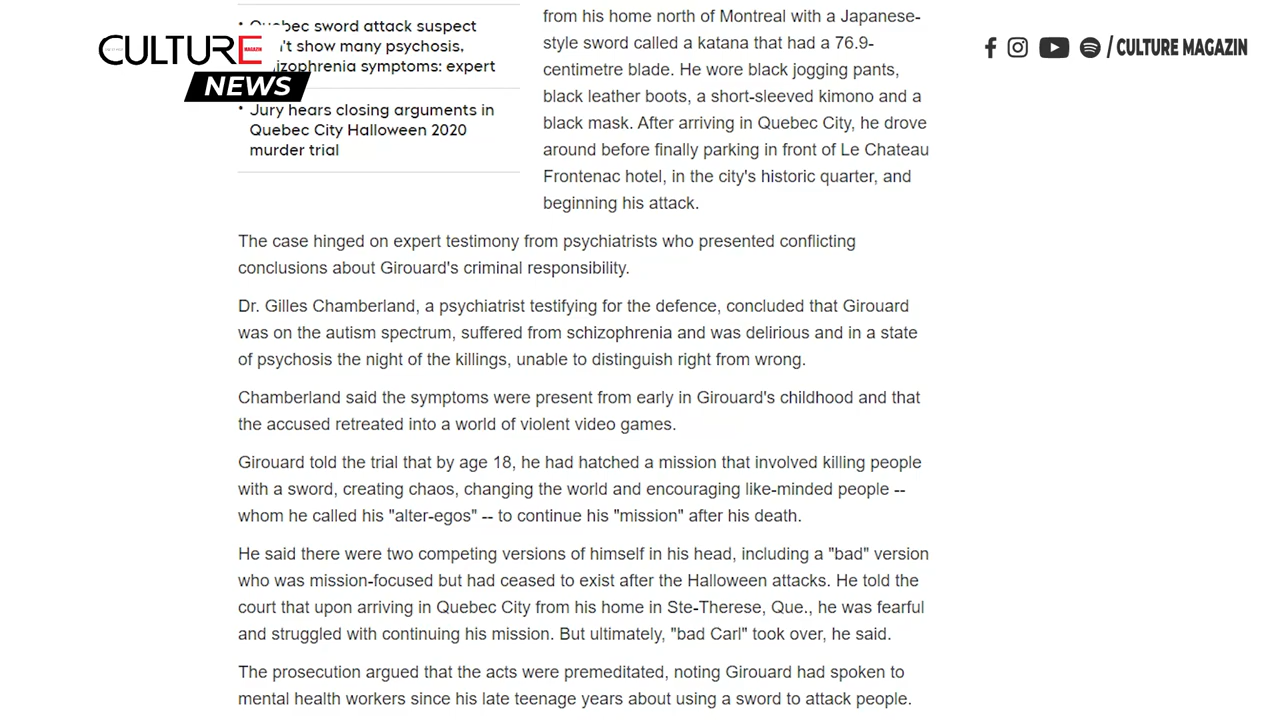 Quebec sword attack suspect
't show many psychosis,
izophrenia symptoms: expert
Jury hears closing arguments in
Quebec City Halloween 2020
murder trial
CULTURE
MAGAZIN
NEWS
/ CULTURE MAGAZIN
from his home north of Montreal with a Japanese-
style sword called a katana that had a 76.9-
centimetre blade. He wore black jogging pants,
black leather boots, a short-sleeved kimono and a
black mask. After arriving in Quebec City, he drove
around before finally parking in front of Le Chateau
Frontenac hotel, in the city's historic quarter, and
beginning his attack.
The case hinged on expert testimony from psychiatrists who presented conflicting
conclusions about Girouard's criminal responsibility.
Dr. Gilles Chamberland, a psychiatrist testifying for the defence, concluded that Girouard
was on the autism spectrum, suffered from schizophrenia and was delirious and in a state
of psychosis the night of the killings, unable to distinguish right from wrong.
Chamberland said the symptoms were present from early in Girouard's childhood and that
the accused retreated into a world of violent video games.
Girouard told the trial that by age 18, he had hatched a mission that involved killing people
with a sword, creating chaos, changing the world and encouraging like-minded people --
whom he called his "alter-egos" -- to continue his "mission" after his death.
He said there were two competing versions of himself in his head, including a "bad" version
who was mission-focused but had ceased to exist after the Halloween attacks. He told the
court that upon arriving in Quebec City from his home in Ste-Therese, Que., he was fearful
and struggled with continuing his mission. But ultimately, "bad Carl" took over, he said.
The prosecution argued that the acts were premeditated, noting Girouard had spoken to
mental health workers since his late teenage years about using a sword to attack people.